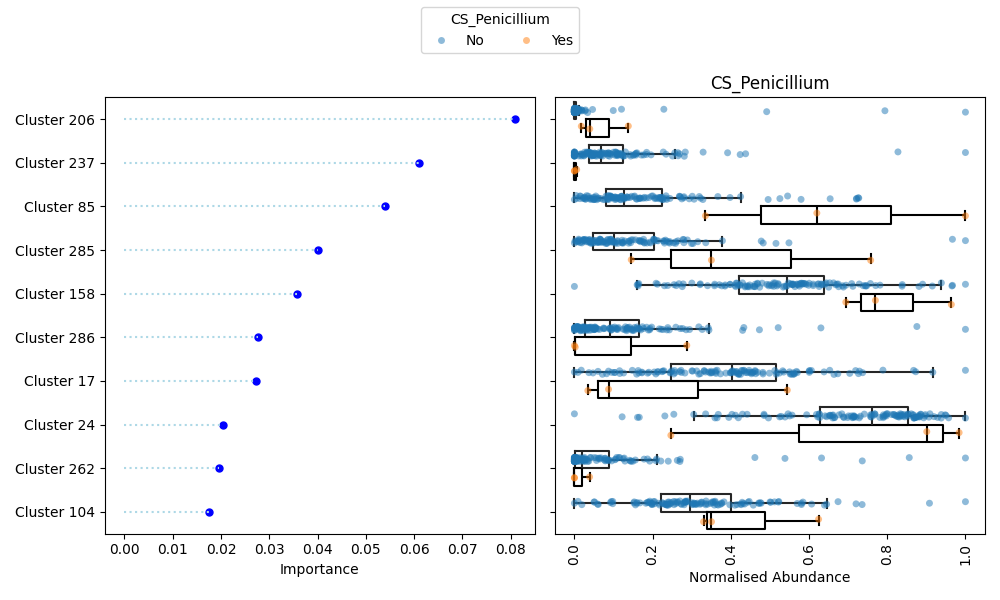 CS_Penicillium
No Yes
CS_Penicillium
Cluster 206
Cluster 237
Cluster 85
Cluster 285
Cluster 158
Cluster 286
Cluster 17
Cluster 24
Cluster 262
Cluster 104
0.00 0.01 0.02 0.03 0.04 0.05 0.06 0.07 0.08
Importance
0.0 0.2 0.4 0.6 0.8 1.0
Normalised Abundance